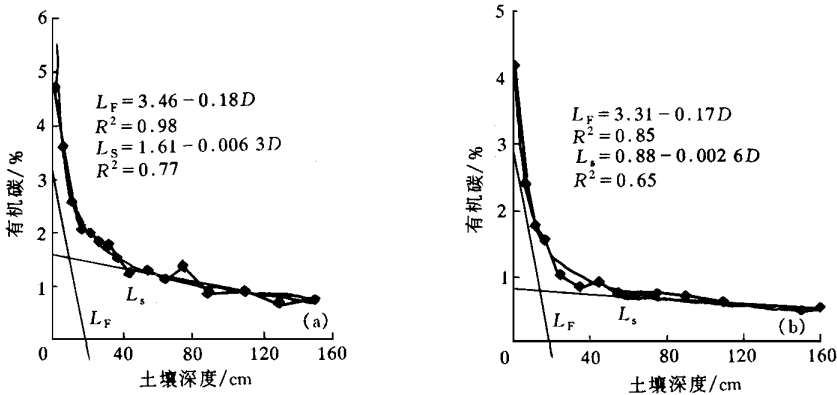 6
5
4
3
2
1
0
40
80
120
160
有机碳/%
土壤深度/cm
L_F=3.46-0.18D
R²=0.98
L_S=1.61-0.006 3D
R²=0.77
L_s
L_F
(a)
5
4
3
2
1
0
40
80
120
160
有机碳/%
土壤深度/cm
L_F=3.31-0.17D
R²=0.85
L_s=0.88-0.002 6D
R²=0.65
L_s
L_F
(b)